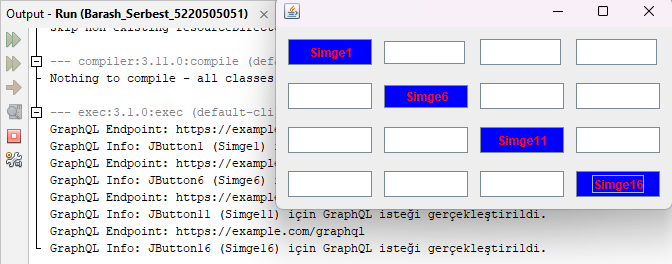 Output - Run (Barash_Serbest_5220505051)
skip non existing resourceDirect
--- compiler:3.11.0:compile (defa
Nothing to compile - all classes
--- exec:3.1.0:exec (default-cli
GraphQL Endpoint: https://example
GraphQL Info: JButton1 (Simge1) i
GraphQL Endpoint: https://example
GraphQL Info: JButton6 (Simge6) i
GraphQL Endpoint: https://example
GraphQL Info: JButton11 (Simge11) için GraphQL isteği gerçekleştirildi.
GraphQL Endpoint: https://example.com/graphql
GraphQL Info: JButton16 (Simge16) için GraphQL isteği gerçekleştirildi.
Simge1
Simge6
Simge11
Simge16